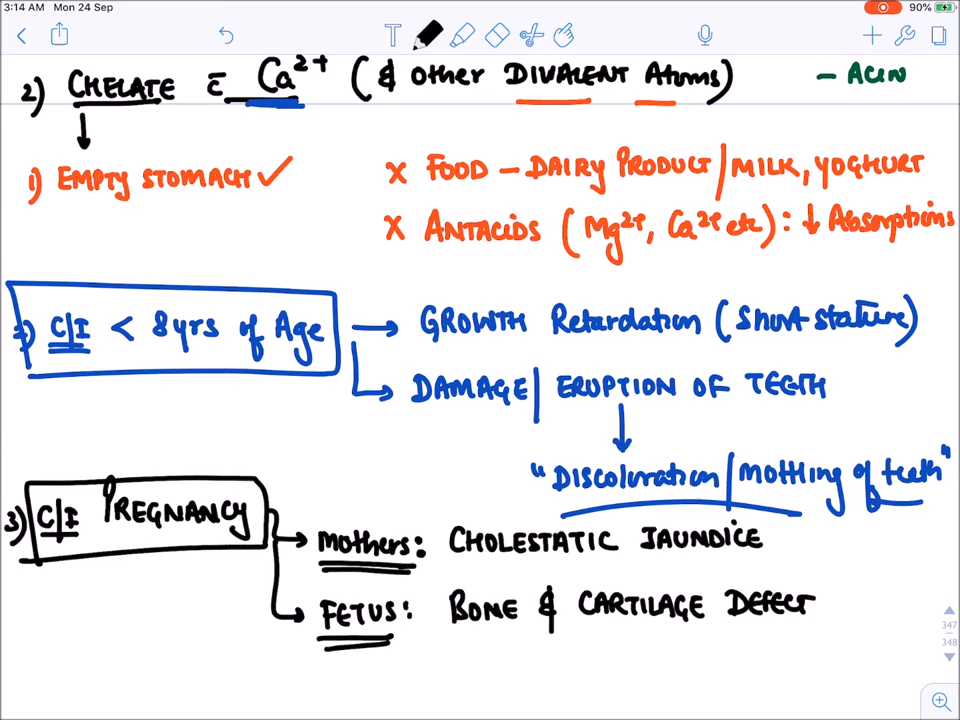 3:14 AM Mon 24 Sep 90%
2) CHELATE c̄ Ca2+ (& Other DIVALENT Atoms) - ACIN
1) EMPTY STOMACH ✓ x FOOD - DAIRY PRODUCT/MILK, YOGHURT
x ANTACIDS (Mg2+, Ca2+ etc): ↓ Absorptions
2) C/I < 8 yrs of Age → GROWTH Retardation (Short-stature)
→ DAMAGE/ ERUPTION OF TEETH
↓
"Discoloration/Mottling of teeth"
3) C/I PREGNANCY
→ Mothers: CHOLESTATIC JAUNDICE
→ FETUS: BONE & CARTILAGE DEFECT
347
348